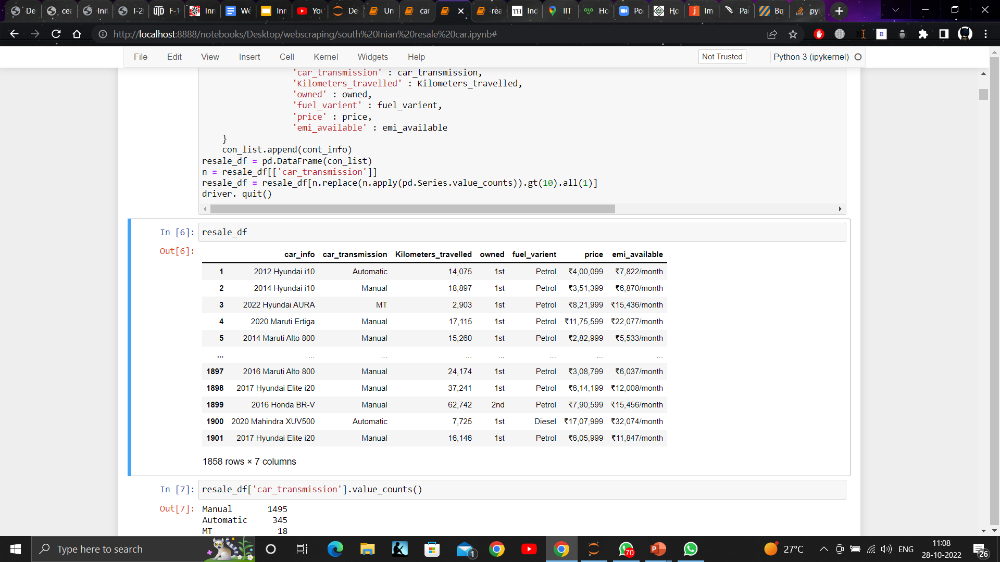 De cea Init I-2 UTD F-1 Inn We Inn You De Un car rea TH Ind IIT OLO Ho Po Ho Im Pa Bu py
http://localhost:8888/notebooks/Desktop/webscraping/south%20Inian%20resale%20car.ipynb#
File Edit View Insert Cell Kernel Widgets Help Not Trusted Python 3 (ipykernel)
'car_transmission' : car_transmission,
'Kilometers_travelled' : Kilometers_travelled,
'owned' : owned,
'fuel_varient' : fuel_varient,
'price' : price,
'emi_available' : emi_available
}
con_list.append(cont_info)
resale_df = pd.DataFrame(con_list)
n = resale_df[['car_transmission']]
resale_df = resale_df[n.replace(n.apply(pd.Series.value_counts)).gt(10).all(1)]
driver. quit()
In [6]: resale_df
Out[6]:
car_info car_transmission Kilometers_travelled owned fuel_varient price emi_available
1 2012 Hyundai i10 Automatic 14,075 1st Petrol ₹4,00,099 ₹7,822/month
2 2014 Hyundai i10 Manual 18,897 1st Petrol ₹3,51,399 ₹6,870/month
3 2022 Hyundai AURA MT 2,903 1st Petrol ₹8,21,999 ₹15,436/month
4 2020 Maruti Ertiga Manual 17,115 1st Petrol ₹11,75,599 ₹22,077/month
5 2014 Maruti Alto 800 Manual 15,260 1st Petrol ₹2,82,999 ₹5,533/month
... ... ... ... ... ... ... ...
1897 2016 Maruti Alto 800 Manual 24,174 1st Petrol ₹3,08,799 ₹6,037/month
1898 2017 Hyundai Elite i20 Manual 37,241 1st Petrol ₹6,14,199 ₹12,008/month
1899 2016 Honda BR-V Manual 62,742 2nd Petrol ₹7,90,599 ₹15,456/month
1900 2020 Mahindra XUV500 Automatic 7,725 1st Diesel ₹17,07,999 ₹32,074/month
1901 2017 Hyundai Elite i20 Manual 16,146 1st Petrol ₹6,05,999 ₹11,847/month
1858 rows × 7 columns
In [7]: resale_df['car_transmission'].value_counts()
Out[7]: Manual 1495
Automatic 345
MT 18
Type here to search 1 70 27°C ENG 11:08
28-10-2022 26